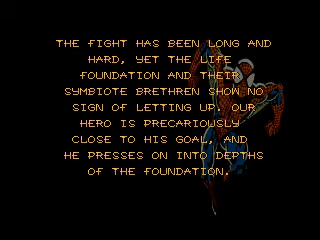 THE FIGHT HAS BEEN LONG AND
HARD, YET THE LIFE
FOUNDATION AND THEIR
SYMBIOTE BRETHREN SHOW NO
SIGN OF LETTING UP. OUR
HERO IS PRECARIOUSLY
CLOSE TO HIS GOAL, AND
HE PRESSES ON INTO DEPTHS
OF THE FOUNDATION.